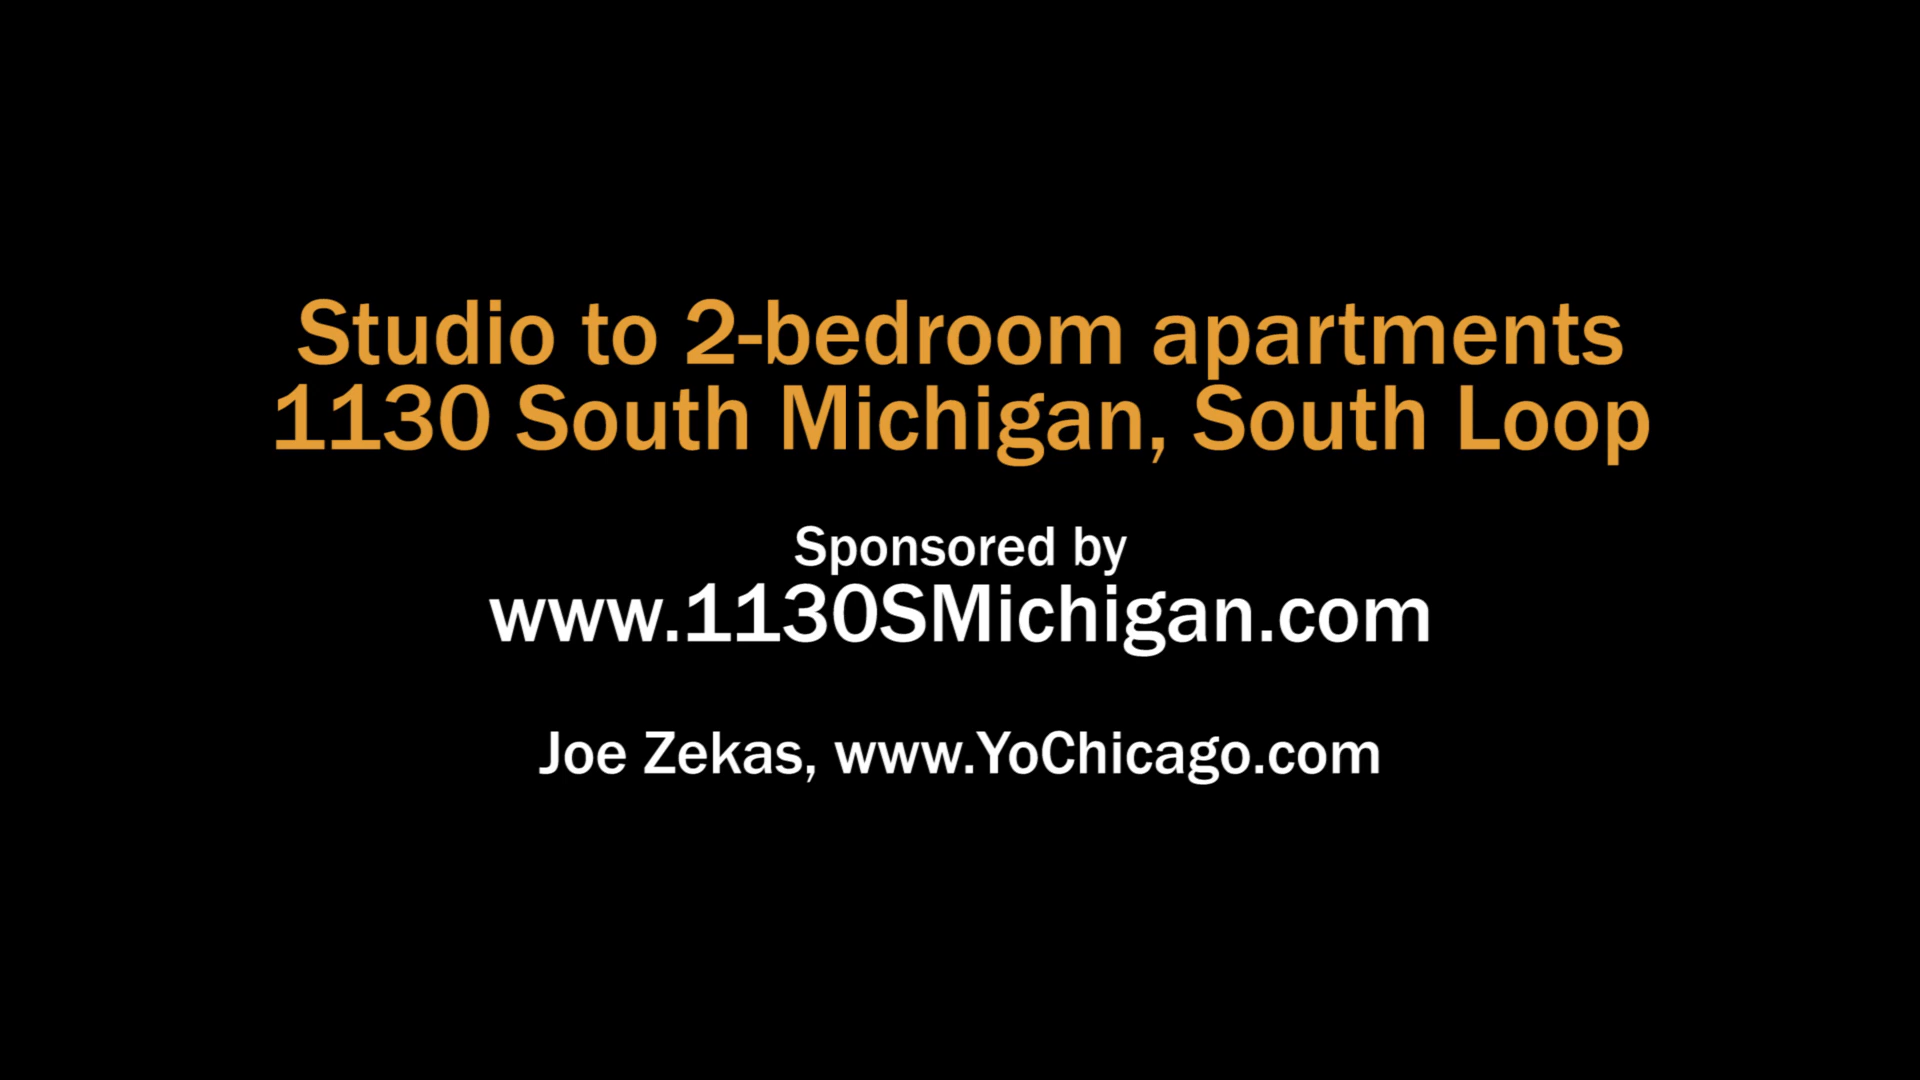 Studio to 2-bedroom apartments
1130 South Michigan, South Loop
Sponsored by
www.1130SMichigan.com
Joe Zekas, www.YoChicago.com